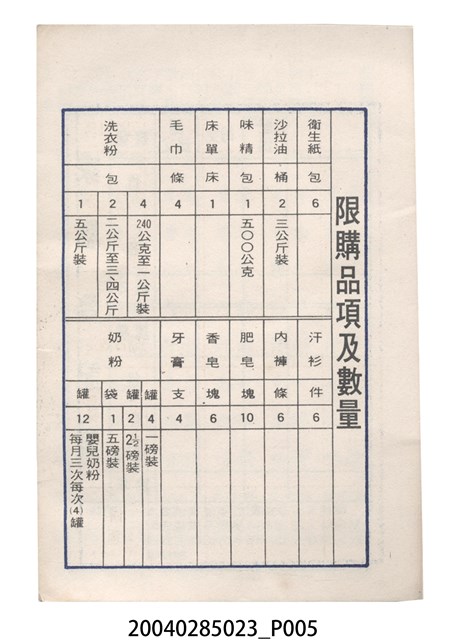 限購品項及數量
衛生紙 包 6
沙拉油 桶 2 三公斤裝
味精 包 1 五〇〇公克
床單 床 1
毛巾 條 4
洗衣粉 包
4 240公克至一公斤裝
2 二公斤至三、四公斤
1 五公斤裝
汗衫 件 6
內褲 條 6
肥皂 塊 10
香皂 塊 6
牙膏 支 4
奶粉
罐 4 一磅裝
罐 2 2½磅裝
袋 1 五磅裝
罐 12 嬰兒奶粉
每月三次每次(4)罐
20040285023_P005